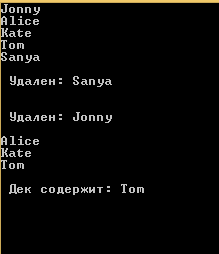 Jonny
Alice
Kate
Tom
Sanya
Удален: Sanya
Удален: Jonny
Alice
Kate
Tom
Дек содержит: Tom